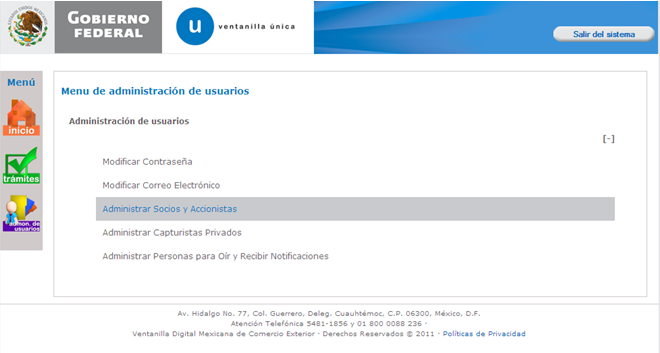 GOBIERNO
FEDERAL
u ventanilla única
Salir del sistema
Menú
Menu de administración de usuarios
Administración de usuarios
[-]
inicio
Modificar Contraseña
trámites
Modificar Correo Electrónico
Administrar Socios y Accionistas
usuarios
Administrar Capturistas Privados
Administrar Personas para Oír y Recibir Notificaciones
Av. Hidalgo No. 77, Col. Guerrero, Deleg. Cuauhtémoc, C.P. 06300, México, D.F.
Atención Telefónica 5481-1856 y 01 800 0088 236 ·
Ventanilla Digital Mexicana de Comercio Exterior · Derechos Reservados © 2011 · Políticas de Privacidad